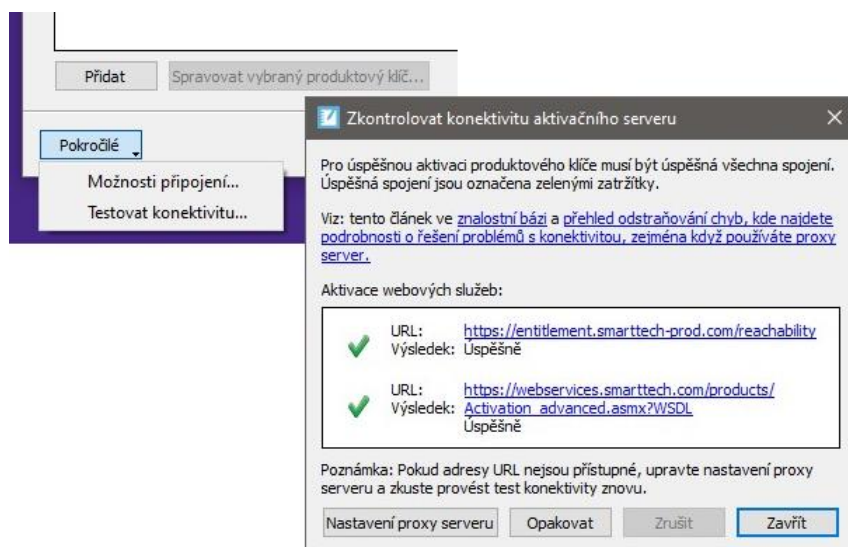 Přidat
Spravovat vybraný produktový klíč...
Pokročilé
Možnosti připojení...
Testovat konektivitu...
Zkontrolovat konektivitu aktivačního serveru
Pro úspěšnou aktivaci produktového klíče musí být úspěšná všechna spojení.
Úspěšná spojení jsou označena zelenými zatržítky.
Viz: tento článek ve znalostní bázi a přehled odstraňování chyb, kde najdete
podrobnosti o řešení problémů s konektivitou, zejména když používáte proxy
server.
Aktivace webových služeb:
URL: https://entitlement.smarttech-prod.com/reachability
Výsledek: Úspěšně
URL: https://webservices.smarttech.com/products/
Výsledek: Activation_advanced.asmx?WSDL
Úspěšně
Poznámka: Pokud adresy URL nejsou přístupné, upravte nastavení proxy
serveru a zkuste provést test konektivity znovu.
Nastavení proxy serveru Opakovat Zrušit Zavřít